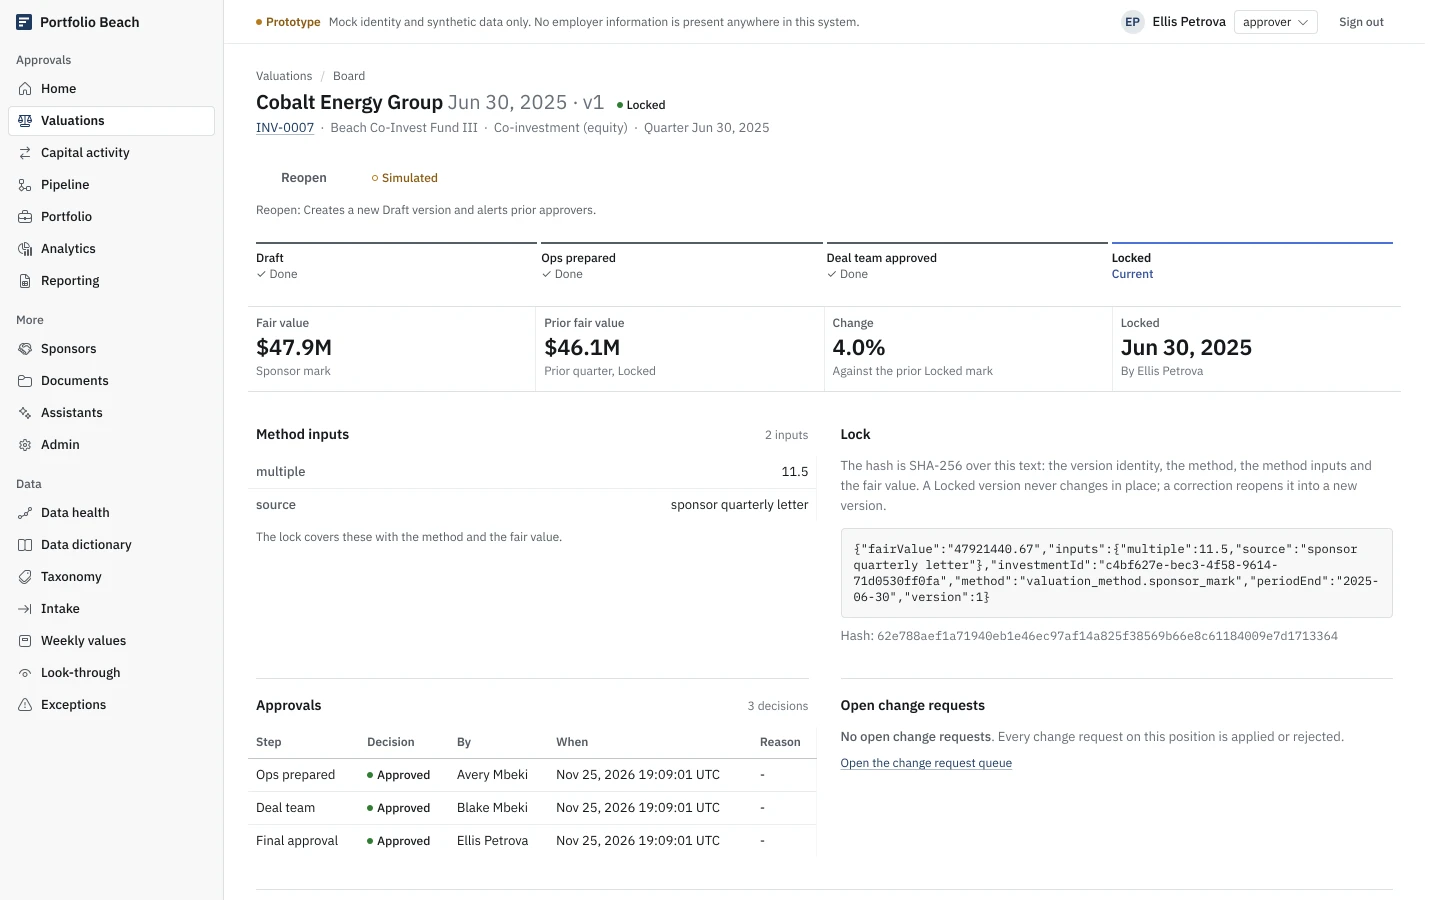 Portfolio Beach
Approvals
Home
Valuations
Capital activity
Pipeline
Portfolio
Analytics
Reporting
More
Sponsors
Documents
Assistants
Admin
Data
Data health
Data dictionary
Taxonomy
Intake
Weekly values
Look-through
Exceptions
Prototype Mock identity and synthetic data only. No employer information is present anywhere in this system.
EP Ellis Petrova approver Sign out
Valuations / Board
Cobalt Energy Group Jun 30, 2025 · v1 Locked
INV-0007 · Beach Co-Invest Fund III · Co-investment (equity) · Quarter Jun 30, 2025
Reopen Simulated
Reopen: Creates a new Draft version and alerts prior approvers.
Draft Ops prepared Deal team approved Locked
✓ Done ✓ Done ✓ Done Current
Fair value Prior fair value Change Locked
$47.9M $46.1M 4.0% Jun 30, 2025
Sponsor mark Prior quarter, Locked Against the prior Locked mark By Ellis Petrova
Method inputs 2 inputs
multiple 11.5
source sponsor quarterly letter
The lock covers these with the method and the fair value.
Lock
The hash is SHA-256 over this text: the version identity, the method, the method inputs and
the fair value. A Locked version never changes in place; a correction reopens it into a new
version.
{"fairValue":"47921440.67","inputs":{"multiple":11.5,"source":"sponsor
quarterly letter"},"investmentId":"c4bf627e-bec3-4f58-9614-
71d0530ff0fa","method":"valuation_method.sponsor_mark","periodEnd":"2025-
06-30","version":1}
Hash: 62e788aef1a71940eb1e46ec97af14a825f38569b66e8c61184009e7d1713364
Approvals 3 decisions
Step Decision By When Reason
Ops prepared Approved Avery Mbeki Nov 25, 2026 19:09:01 UTC -
Deal team Approved Blake Mbeki Nov 25, 2026 19:09:01 UTC -
Final approval Approved Ellis Petrova Nov 25, 2026 19:09:01 UTC -
Open change requests
No open change requests. Every change request on this position is applied or rejected.
Open the change request queue